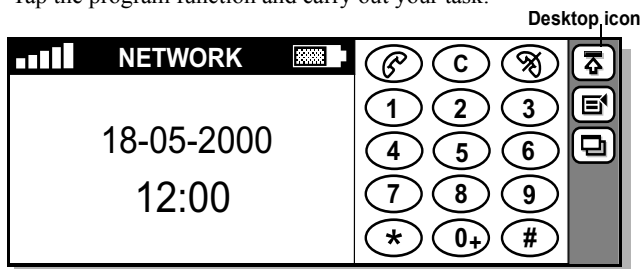 Tap the program function and carry out your task.
Desktop icon
NETWORK
C
1 2 3
18-05-2000
4 5 6
12:00
7 8 9
* 0+ #